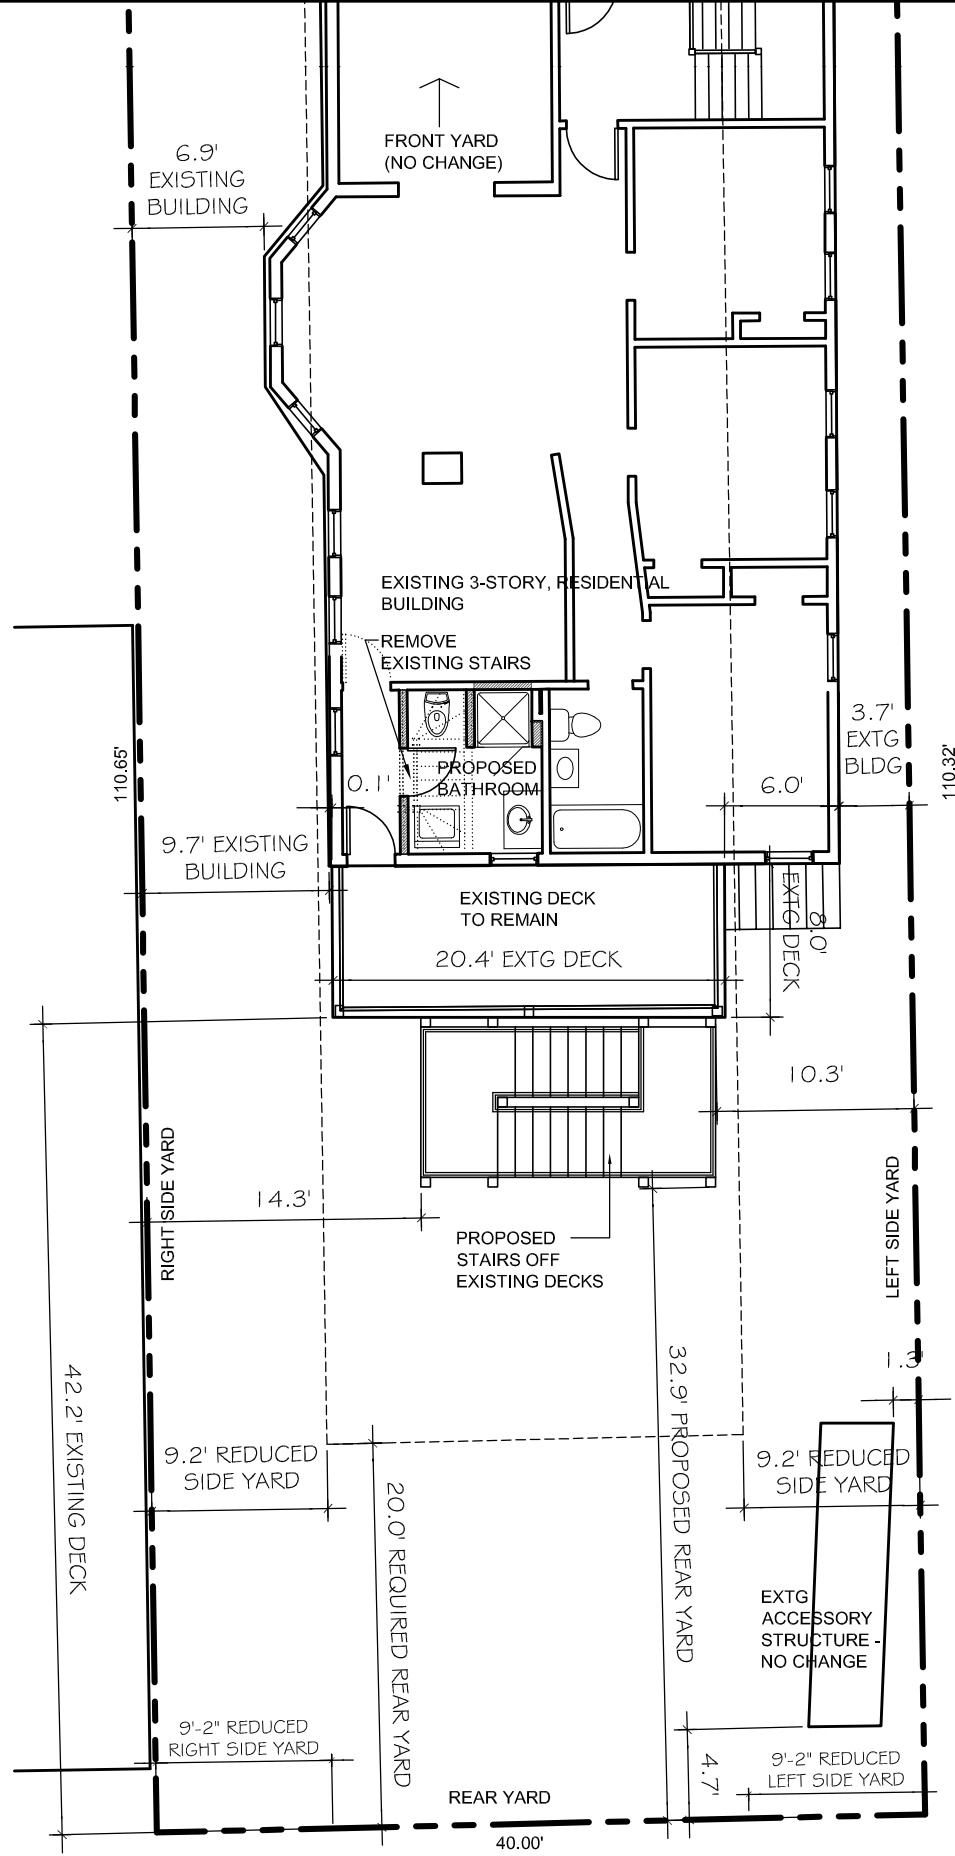 FRONT YARD
(NO CHANGE)
6.9'
EXISTING
BUILDING
EXISTING 3-STORY, RESIDENTIAL
BUILDING
REMOVE
EXISTING STAIRS
3.7'
EXTG
BLDG
110.65'
110.32'
PROPOSED
BATHROOM
0.1'
6.0'
9.7' EXISTING
BUILDING
EXISTING DECK
TO REMAIN
8.0'
EXTG DECK
20.4' EXTG DECK
10.3'
RIGHT SIDE YARD
LEFT SIDE YARD
14.3'
PROPOSED
STAIRS OFF
EXISTING DECKS
1.3'
42.2' EXISTING DECK
32.9' PROPOSED REAR YARD
9.2' REDUCED
SIDE YARD
9.2' REDUCED
SIDE YARD
20.0' REQUIRED REAR YARD
EXTG
ACCESSORY
STRUCTURE -
NO CHANGE
9'-2" REDUCED
RIGHT SIDE YARD
4.7'
9'-2" REDUCED
LEFT SIDE YARD
REAR YARD
40.00'